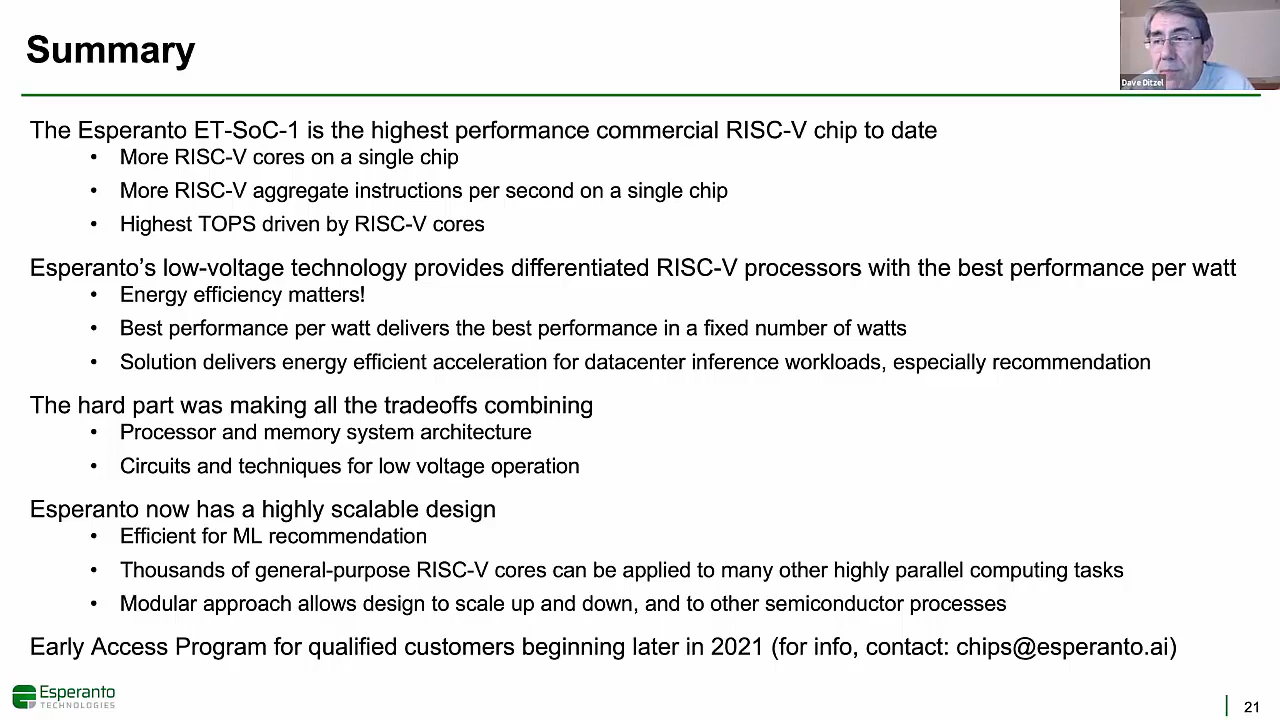 Summary
Dave Ditzel
The Esperanto ET-SoC-1 is the highest performance commercial RISC-V chip to date
• More RISC-V cores on a single chip
• More RISC-V aggregate instructions per second on a single chip
• Highest TOPS driven by RISC-V cores
Esperanto’s low-voltage technology provides differentiated RISC-V processors with the best performance per watt
• Energy efficiency matters!
• Best performance per watt delivers the best performance in a fixed number of watts
• Solution delivers energy efficient acceleration for datacenter inference workloads, especially recommendation
The hard part was making all the tradeoffs combining
• Processor and memory system architecture
• Circuits and techniques for low voltage operation
Esperanto now has a highly scalable design
• Efficient for ML recommendation
• Thousands of general-purpose RISC-V cores can be applied to many other highly parallel computing tasks
• Modular approach allows design to scale up and down, and to other semiconductor processes
Early Access Program for qualified customers beginning later in 2021 (for info, contact: chips@esperanto.ai)
Esperanto
TECHNOLOGIES
21